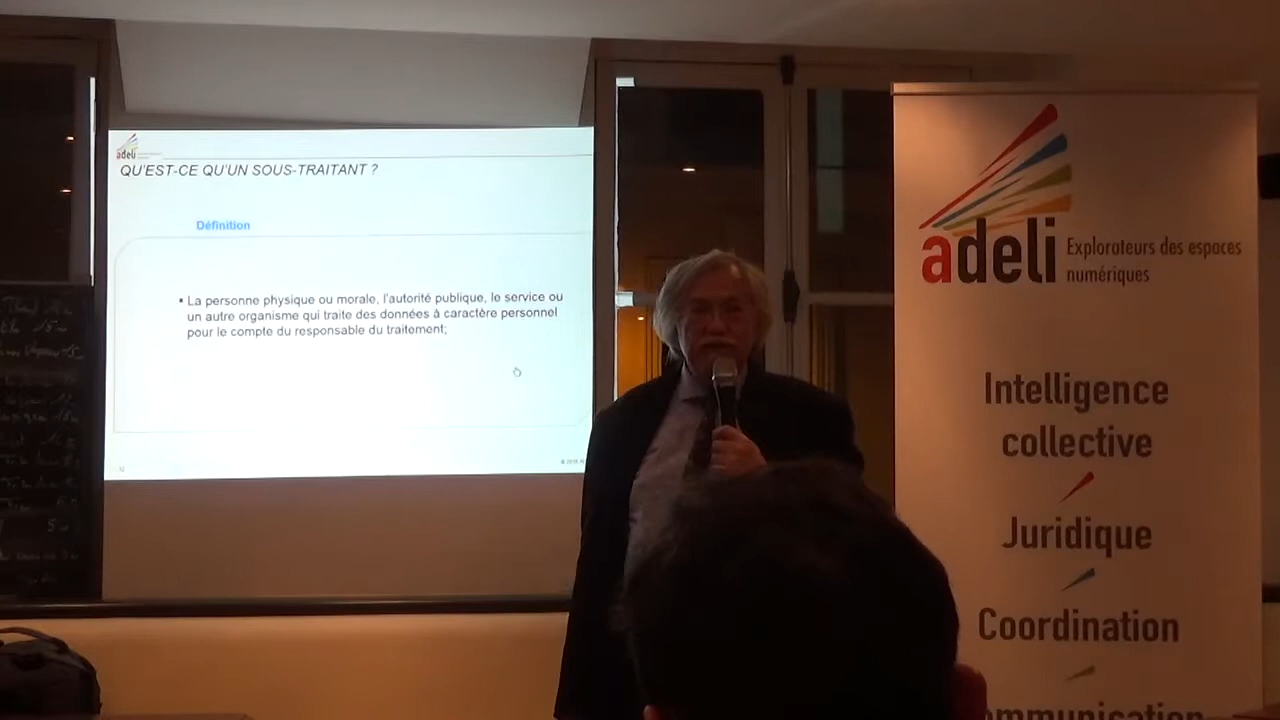 adeli
QU'EST-CE QU'UN SOUS-TRAITANT ?
Définition
▪ La personne physique ou morale, l'autorité publique, le service ou
un autre organisme qui traite des données à caractère personnel
pour le compte du responsable du traitement;
12
adeli
Explorateurs des espaces
numériques
Intelligence
collective
Juridique
Coordination
ommunication